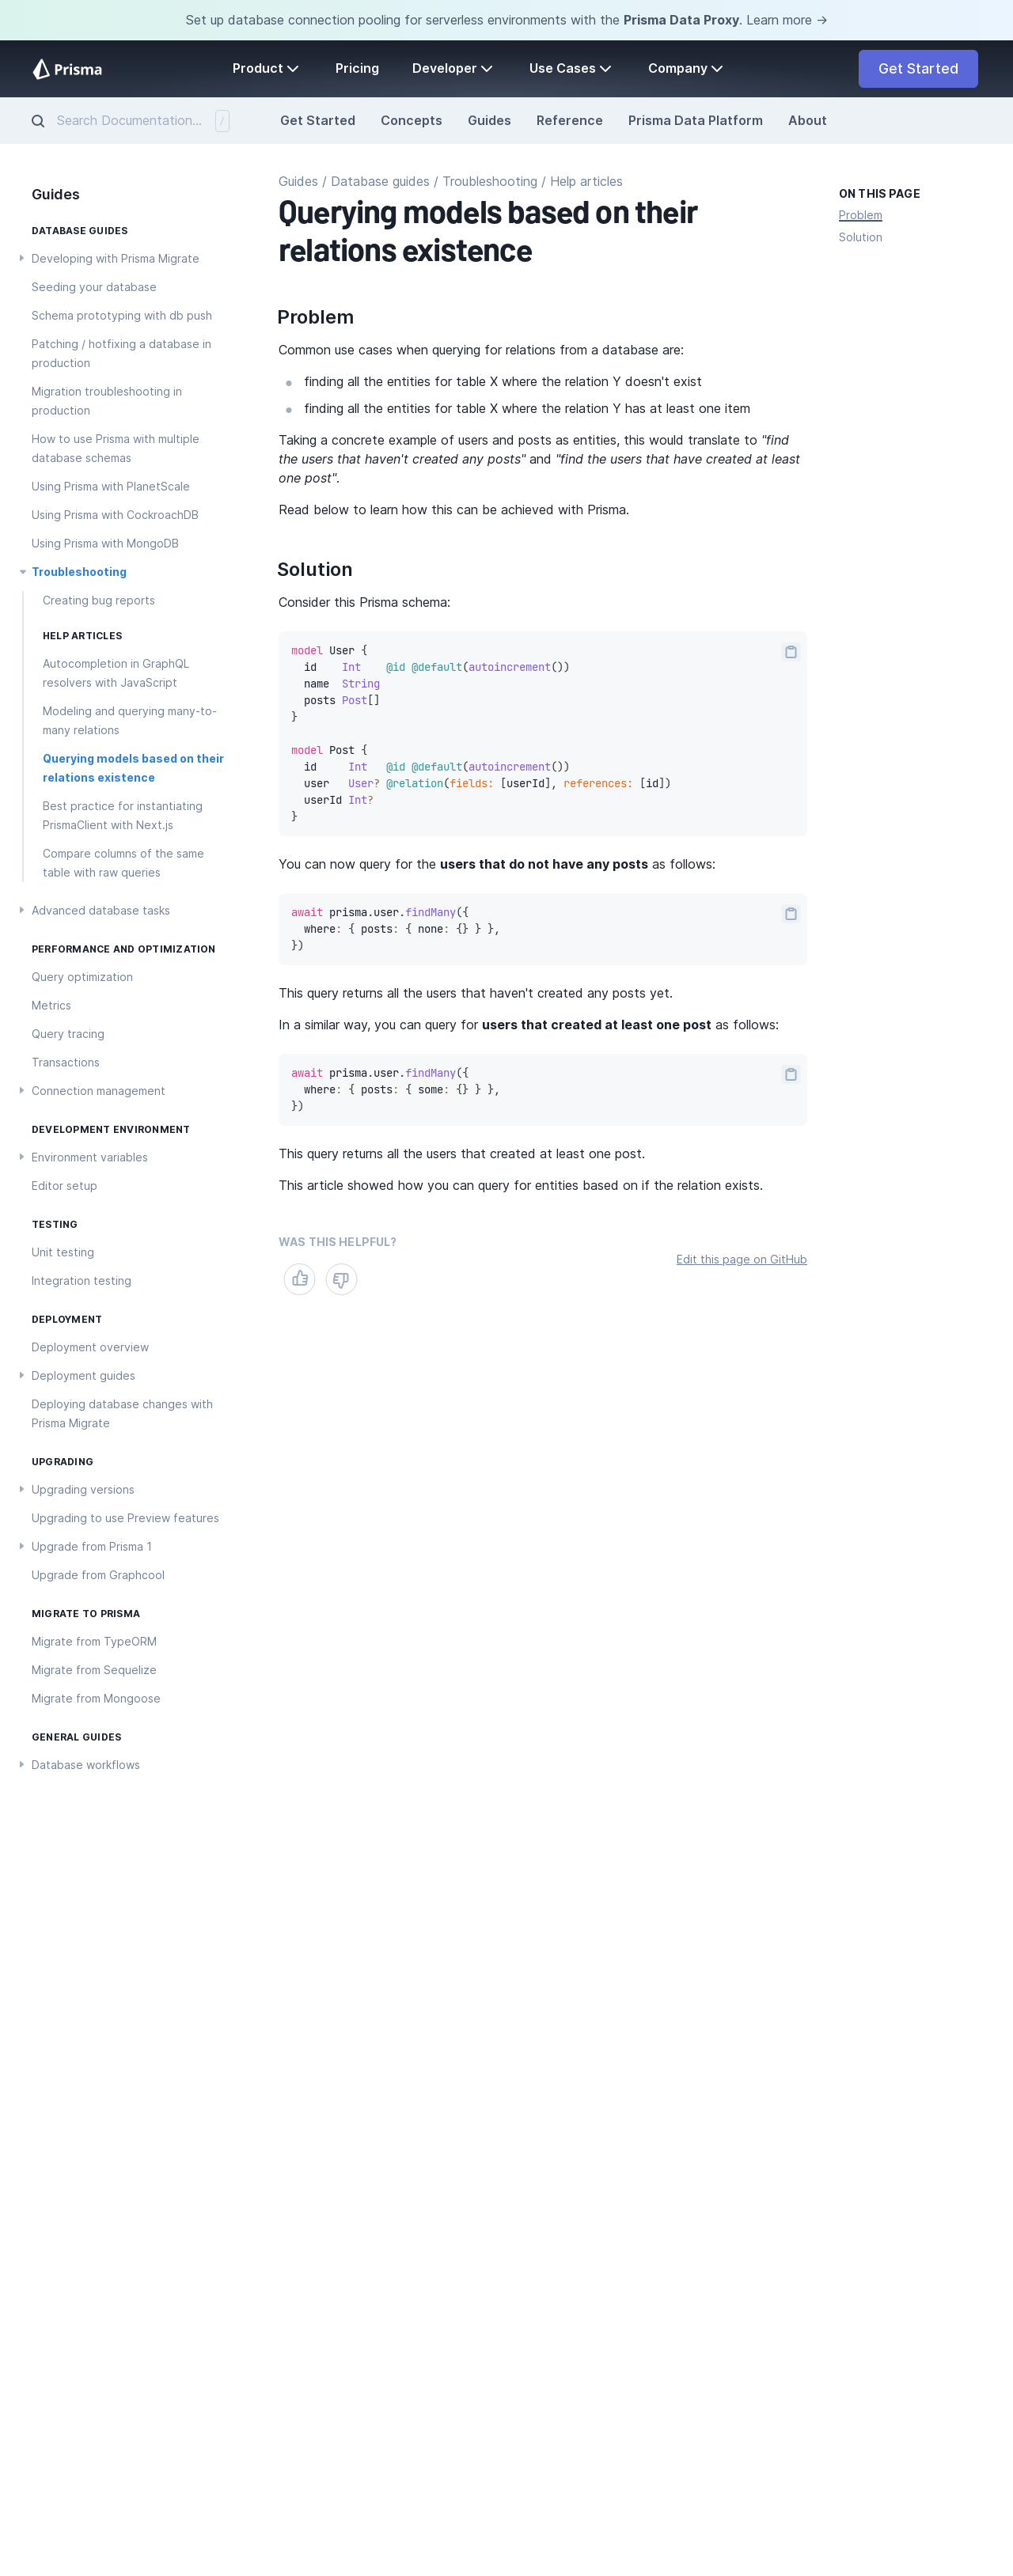 Set up database connection pooling for serverless environments with the Prisma Data Proxy. Learn more →
Prisma
Product
Pricing
Developer
Use Cases
Company
Get Started
Search Documentation...
/
Get Started
Concepts
Guides
Reference
Prisma Data Platform
About
Guides
DATABASE GUIDES
Developing with Prisma Migrate
Seeding your database
Schema prototyping with db push
Patching / hotfixing a database in
production
Migration troubleshooting in
production
How to use Prisma with multiple
database schemas
Using Prisma with PlanetScale
Using Prisma with CockroachDB
Using Prisma with MongoDB
Troubleshooting
Creating bug reports
HELP ARTICLES
Autocompletion in GraphQL
resolvers with JavaScript
Modeling and querying many-to-
many relations
Querying models based on their
relations existence
Best practice for instantiating
PrismaClient with Next.js
Compare columns of the same
table with raw queries
Advanced database tasks
PERFORMANCE AND OPTIMIZATION
Query optimization
Metrics
Query tracing
Transactions
Connection management
DEVELOPMENT ENVIRONMENT
Environment variables
Editor setup
TESTING
Unit testing
Integration testing
DEPLOYMENT
Deployment overview
Deployment guides
Deploying database changes with
Prisma Migrate
UPGRADING
Upgrading versions
Upgrading to use Preview features
Upgrade from Prisma 1
Upgrade from Graphcool
MIGRATE TO PRISMA
Migrate from TypeORM
Migrate from Sequelize
Migrate from Mongoose
GENERAL GUIDES
Database workflows
Guides / Database guides / Troubleshooting / Help articles
Querying models based on their
relations existence
Problem
Common use cases when querying for relations from a database are:
finding all the entities for table X where the relation Y doesn't exist
finding all the entities for table X where the relation Y has at least one item
Taking a concrete example of users and posts as entities, this would translate to "find
the users that haven't created any posts" and "find the users that have created at least
one post".
Read below to learn how this can be achieved with Prisma.
Solution
Consider this Prisma schema:
model User {
  id    Int    @id @default(autoincrement())
  name  String
  posts Post[]
}
model Post {
  id     Int   @id @default(autoincrement())
  user   User? @relation(fields: [userId], references: [id])
  userId Int?
}
You can now query for the users that do not have any posts as follows:
await prisma.user.findMany({
  where: { posts: { none: {} } },
})
This query returns all the users that haven't created any posts yet.
In a similar way, you can query for users that created at least one post as follows:
await prisma.user.findMany({
  where: { posts: { some: {} } },
})
This query returns all the users that created at least one post.
This article showed how you can query for entities based on if the relation exists.
WAS THIS HELPFUL?
Edit this page on GitHub
ON THIS PAGE
Problem
Solution